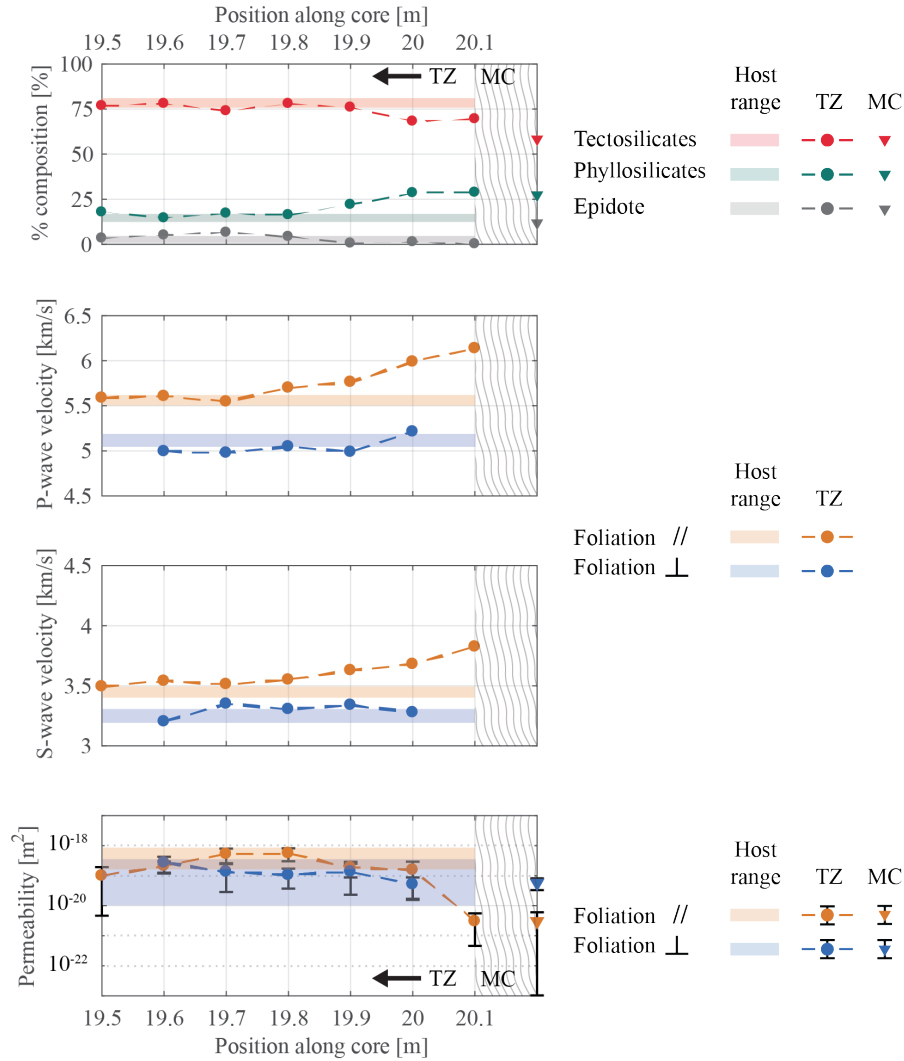 Position along core [m]
19.5 19.6 19.7 19.8 19.9 20 20.1
% composition [%]
100
75
50
25
0
TZ MC
Host range TZ MC
Tectosilicates
Phyllosilicates
Epidote
P-wave velocity [km/s]
6.5
6
5.5
5
4.5
Host range TZ
Foliation //
Foliation ⊥
S-wave velocity [km/s]
4.5
4
3.5
3
Permeability [m²]
10⁻¹⁸
10⁻²⁰
10⁻²²
TZ MC
Host range TZ MC
Foliation //
Foliation ⊥
19.5 19.6 19.7 19.8 19.9 20 20.1
Position along core [m]